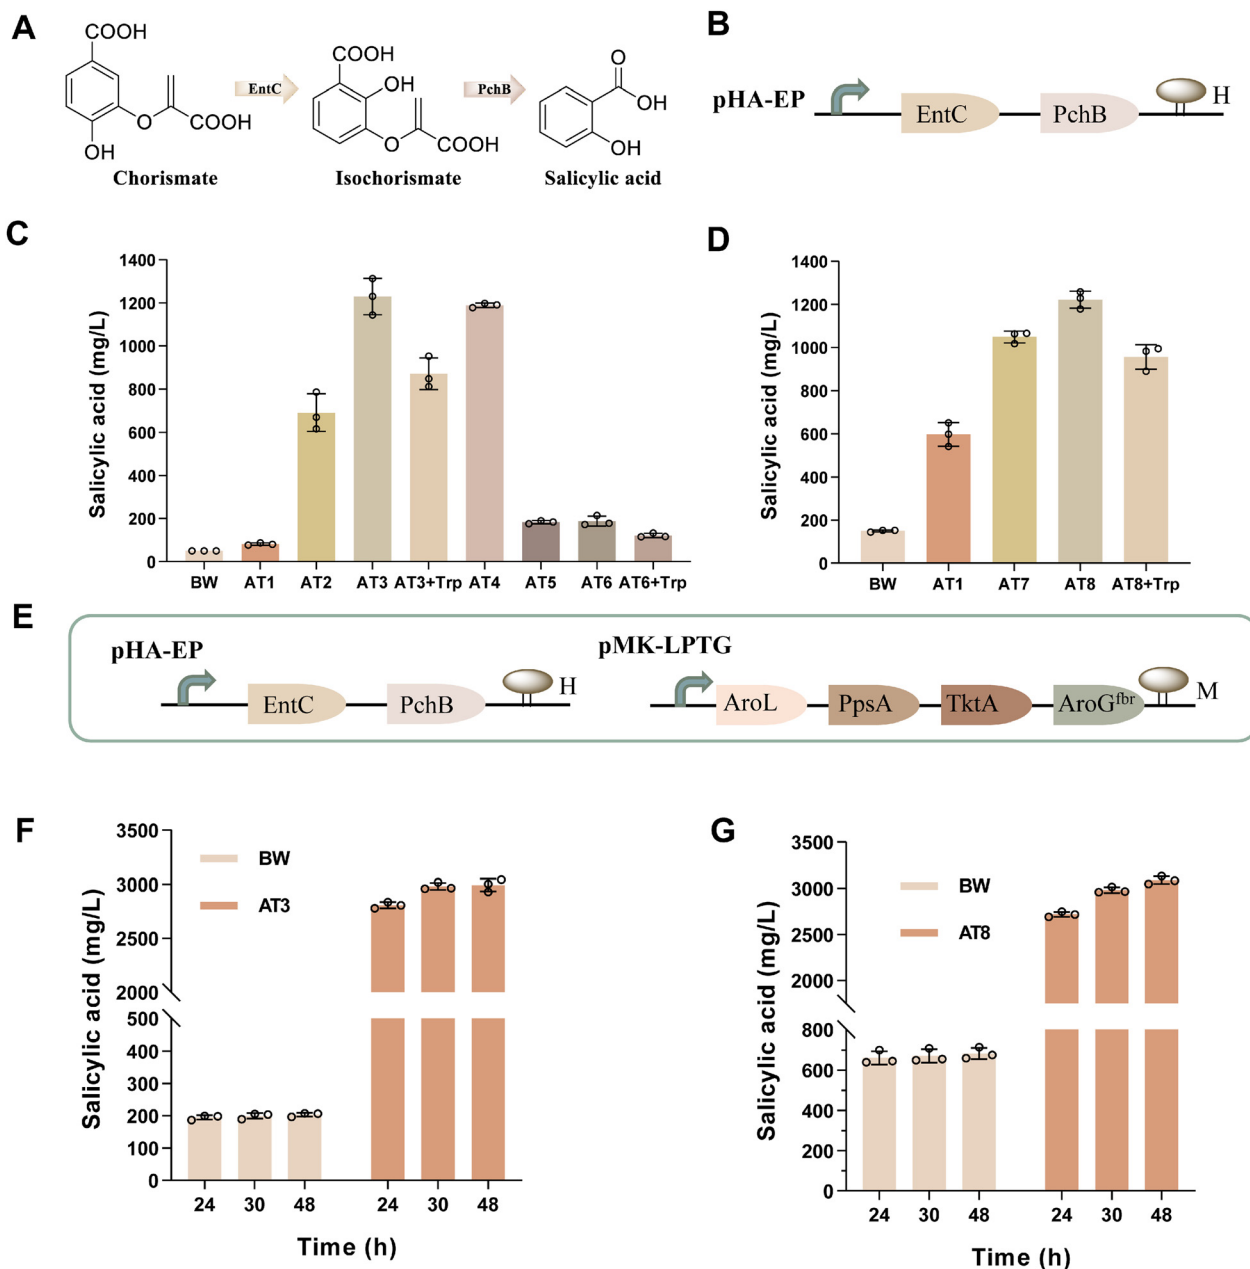 A
COOH
O
COOH
OH
Chorismate
EntC
COOH
OH
O
COOH
Isochorismate
PchB
O
OH
OH
Salicylic acid
B
pHA-EP
EntC
PchB
H
C
Salicylic acid (mg/L)
1400
1200
1000
800
600
400
200
0
BW AT1 AT2 AT3 AT3+Trp AT4 AT5 AT6 AT6+Trp
D
Salicylic acid (mg/L)
1400
1200
1000
800
600
400
200
0
BW AT1 AT7 AT8 AT8+Trp
E
pHA-EP
EntC
PchB
H
pMK-LPTG
AroL
PpsA
TktA
AroGfbr
M
F
Salicylic acid (mg/L)
3500
3000
2500
2000
500
400
300
200
100
0
BW
AT3
24 30 48 24 30 48
Time (h)
G
Salicylic acid (mg/L)
3500
3000
2500
2000
800
600
400
200
0
BW
AT8
24 30 48 24 30 48
Time (h)